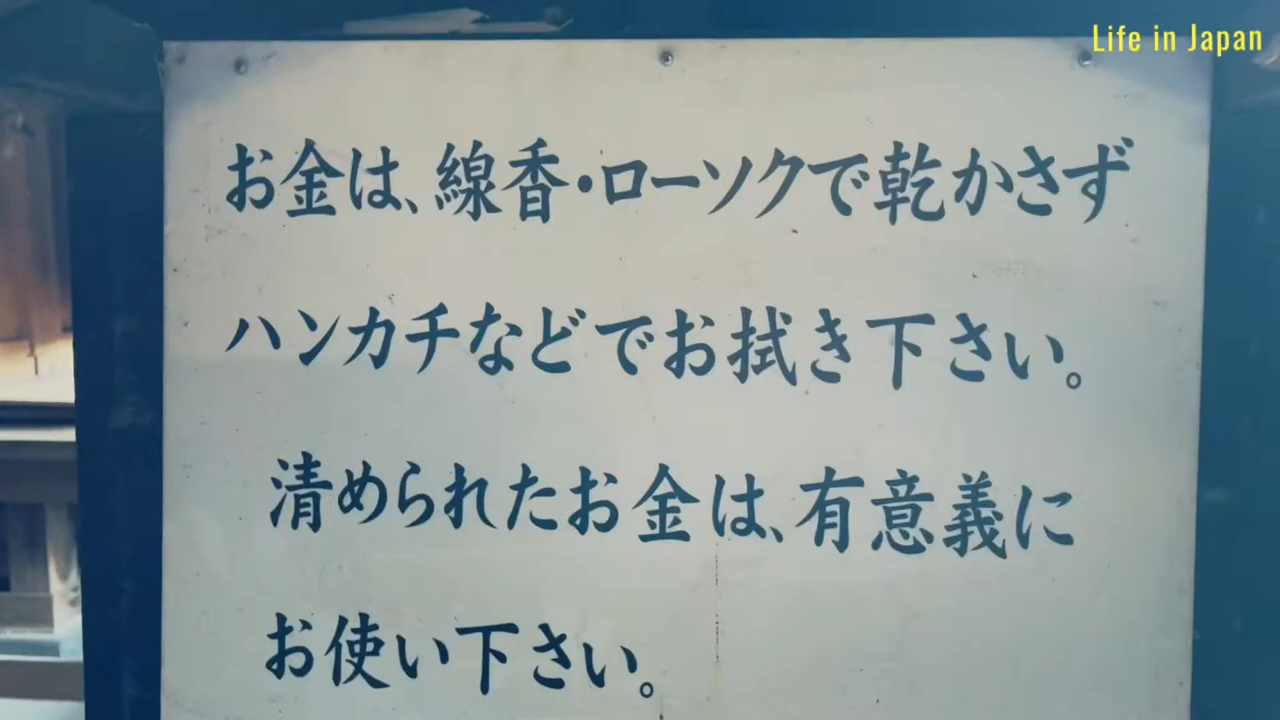 Life in Japan
お金は、線香・ローソクで乾かさず
ハンカチなどでお拭き下さい。
清められたお金は、有意義に
お使い下さい。